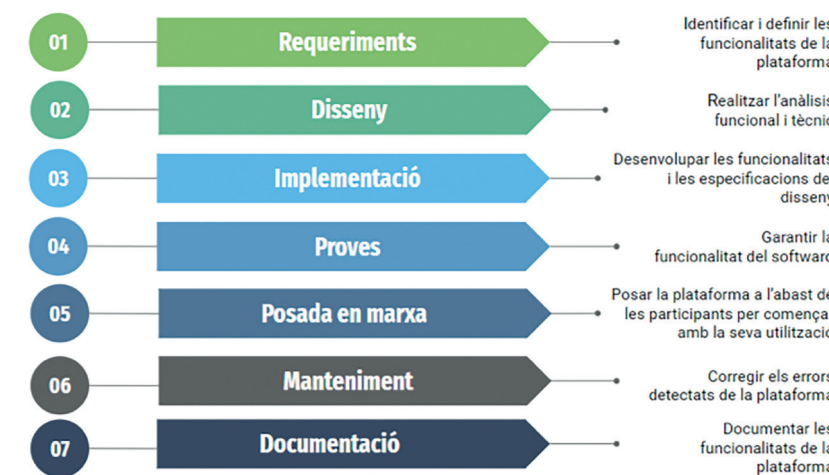 01
Requeriments
Identificar i definir les
funcionalitats de la
plataforma
02
Disseny
Realitzar l'anàlisis
funcional i tècnic
03
Implementació
Desenvolupar les funcionalitats
i les especificacions del
disseny
04
Proves
Garantir la
funcionalitat del software
05
Posada en marxa
Posar la plataforma a l'abast de
les participants per començar
amb la seva utilització
06
Manteniment
Corregir els errors
detectats de la plataforma
07
Documentació
Documentar les
funcionalitats de la
plataforma